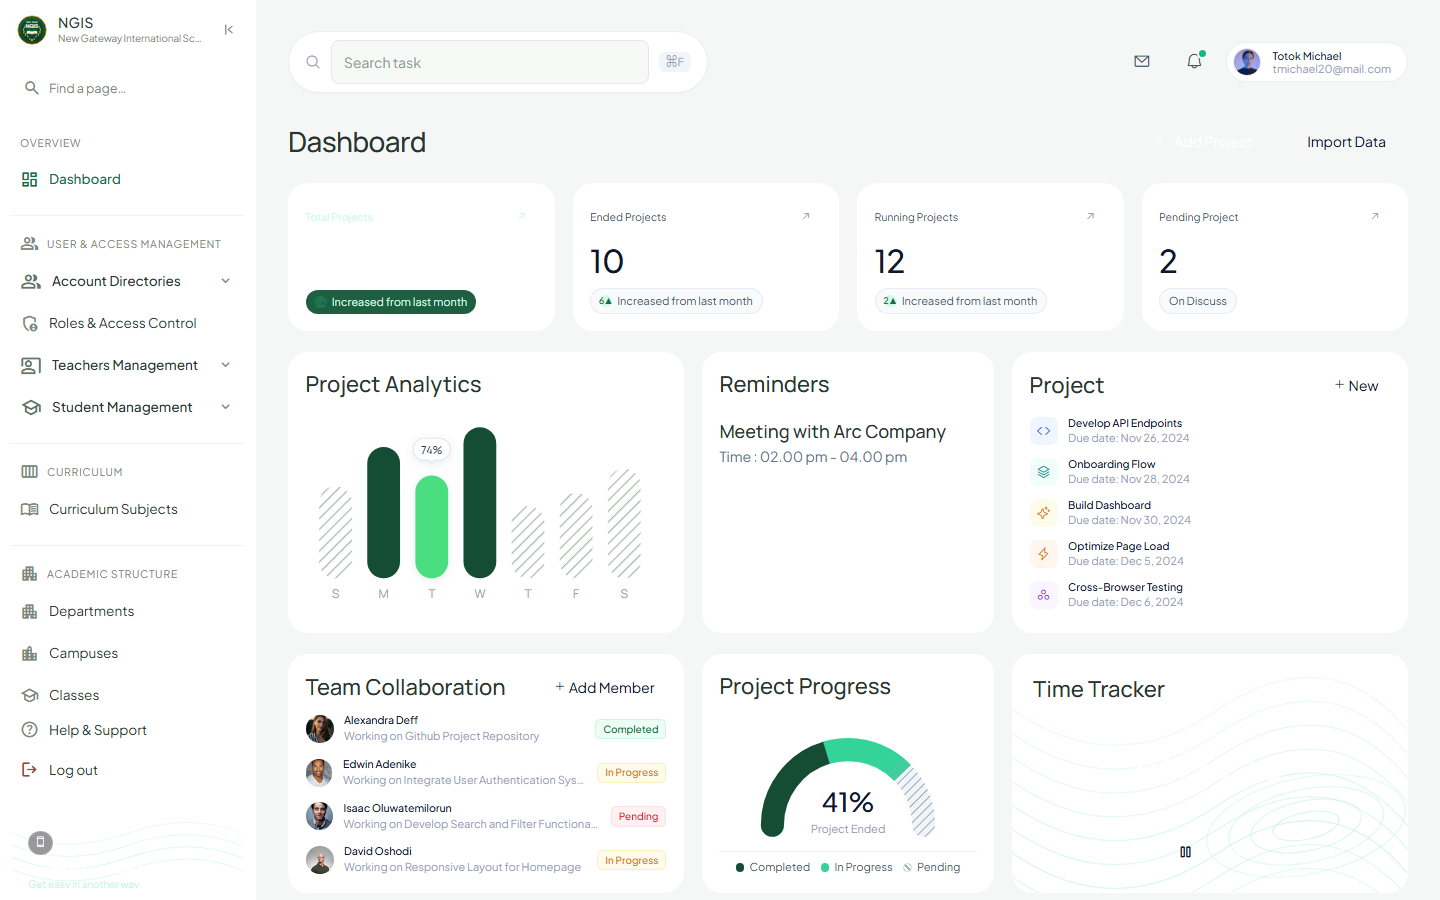 NGIS
New Gateway International Sc...
Find a page...
OVERVIEW
Dashboard
USER & ACCESS MANAGEMENT
Account Directories
Roles & Access Control
Teachers Management
Student Management
CURRICULUM
Curriculum Subjects
ACADEMIC STRUCTURE
Departments
Campuses
Classes
Help & Support
Log out
Get easy in another way
Search task
⌘F
Totok Michael
tmichael20@mail.com
Dashboard
+ Add Project
Import Data
Total Projects
Increased from last month
Ended Projects
10
6▲ Increased from last month
Running Projects
12
2▲ Increased from last month
Pending Project
2
On Discuss
Project Analytics
74%
S M T W T F S
Reminders
Meeting with Arc Company
Time : 02.00 pm - 04.00 pm
Project
+ New
Develop API Endpoints
Due date: Nov 26, 2024
Onboarding Flow
Due date: Nov 28, 2024
Build Dashboard
Due date: Nov 30, 2024
Optimize Page Load
Due date: Dec 5, 2024
Cross-Browser Testing
Due date: Dec 6, 2024
Team Collaboration
+ Add Member
Alexandra Deff
Working on Github Project Repository
Completed
Edwin Adenike
Working on Integrate User Authentication Sys...
In Progress
Isaac Oluwatemilorun
Working on Develop Search and Filter Functiona...
Pending
David Oshodi
Working on Responsive Layout for Homepage
In Progress
Project Progress
41%
Project Ended
Completed In Progress Pending
Time Tracker